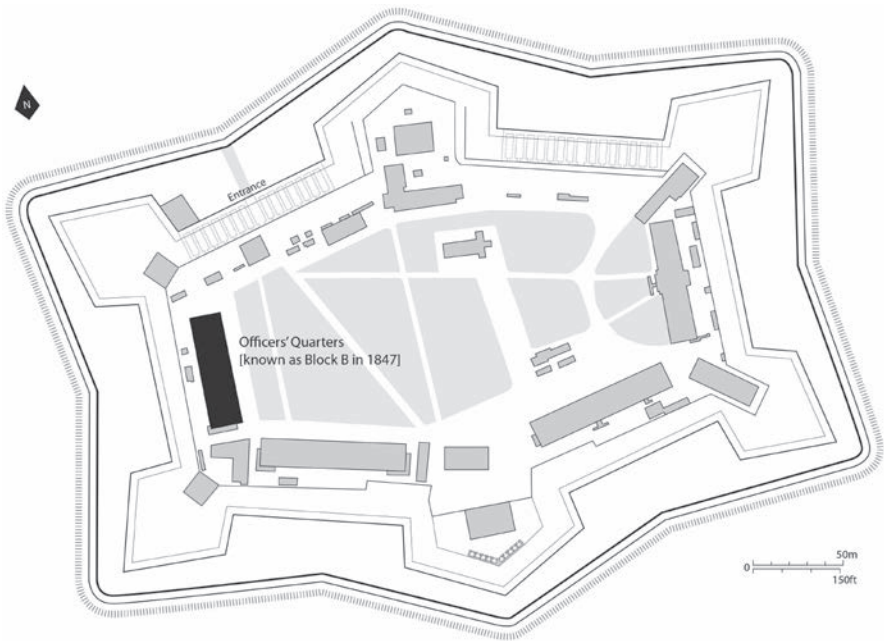 N
Entrance
Officers' Quarters
[known as Block B in 1847]
50m
0
150ft